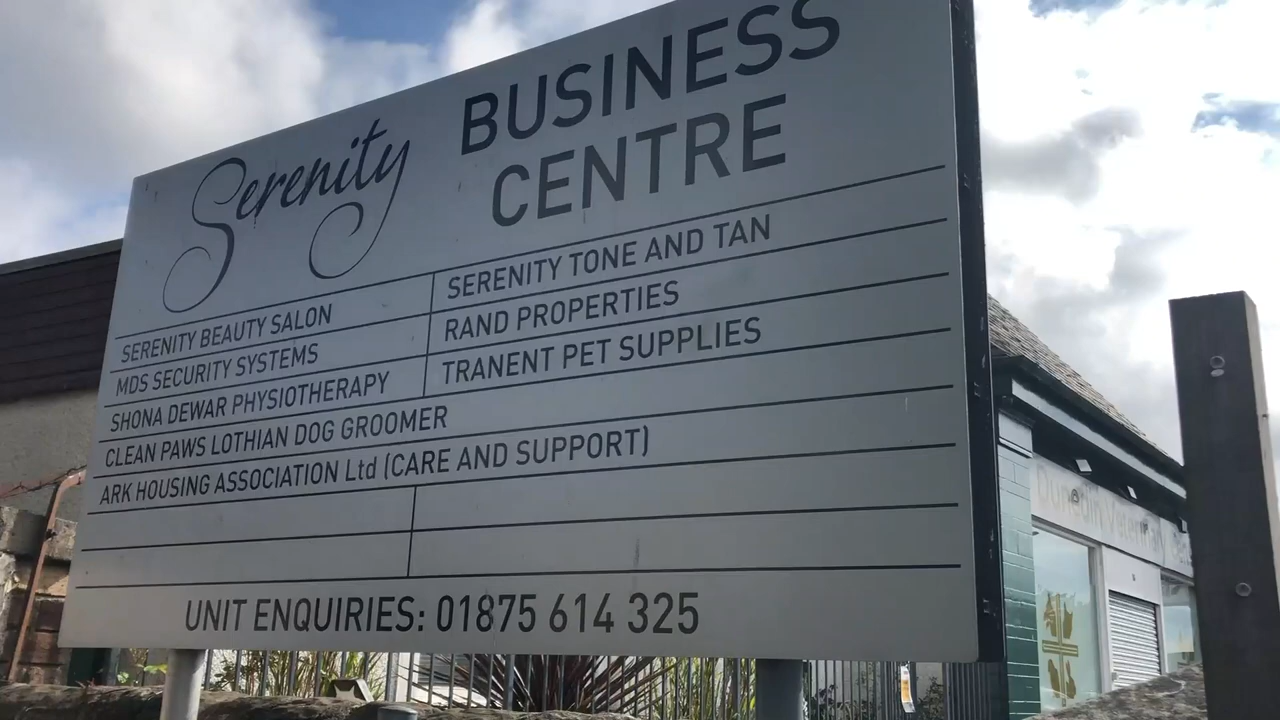 Serenity BUSINESS
CENTRE
SERENITY BEAUTY SALON
SERENITY TONE AND TAN
MDS SECURITY SYSTEMS
RAND PROPERTIES
SHONA DEWAR PHYSIOTHERAPY
TRANENT PET SUPPLIES
CLEAN PAWS LOTHIAN DOG GROOMER
ARK HOUSING ASSOCIATION Ltd (CARE AND SUPPORT)
UNIT ENQUIRIES: 01875 614 325
Dunedin Veterinary